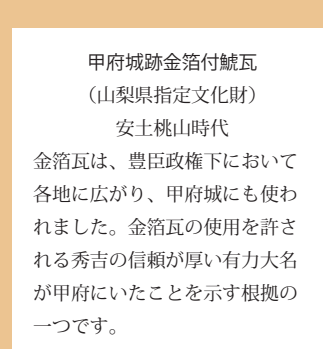 甲府城跡金箔付鯱瓦
（山梨県指定文化財）
安土桃山時代
金箔瓦は、豊臣政権下において
各地に広がり、甲府城にも使わ
れました。金箔瓦の使用を許さ
れる秀吉の信頼が厚い有力大名
が甲府にいたことを示す根拠の
一つです。